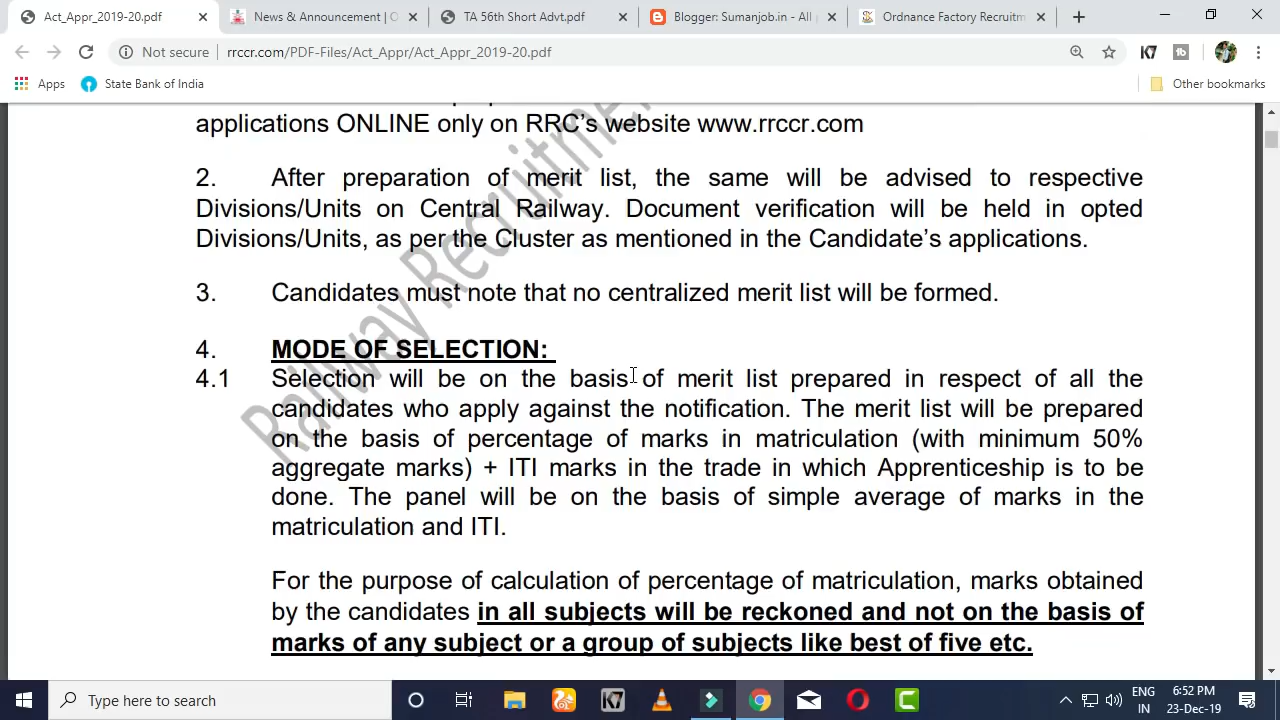 Act_Appr_2019-20.pdf
News & Announcement | O
TA 56th Short Advt.pdf
Blogger: Sumanjob.in - All
Ordnance Factory Recruitm
Not secure
rrccr.com/PDF-Files/Act_Appr/Act_Appr_2019-20.pdf
K7
tb
Apps
State Bank of India
Other bookmarks
applications ONLINE only on RRC's website www.rrccr.com
2. After preparation of merit list, the same will be advised to respective
Divisions/Units on Central Railway. Document verification will be held in opted
Divisions/Units, as per the Cluster as mentioned in the Candidate's applications.
3. Candidates must note that no centralized merit list will be formed.
4. MODE OF SELECTION:
4.1 Selection will be on the basis of merit list prepared in respect of all the
candidates who apply against the notification. The merit list will be prepared
on the basis of percentage of marks in matriculation (with minimum 50%
aggregate marks) + ITI marks in the trade in which Apprenticeship is to be
done. The panel will be on the basis of simple average of marks in the
matriculation and ITI.
For the purpose of calculation of percentage of matriculation, marks obtained
by the candidates in all subjects will be reckoned and not on the basis of
marks of any subject or a group of subjects like best of five etc.
Railway Recruitme
Type here to search
K7
ENG
IN
6:52 PM
23-Dec-19